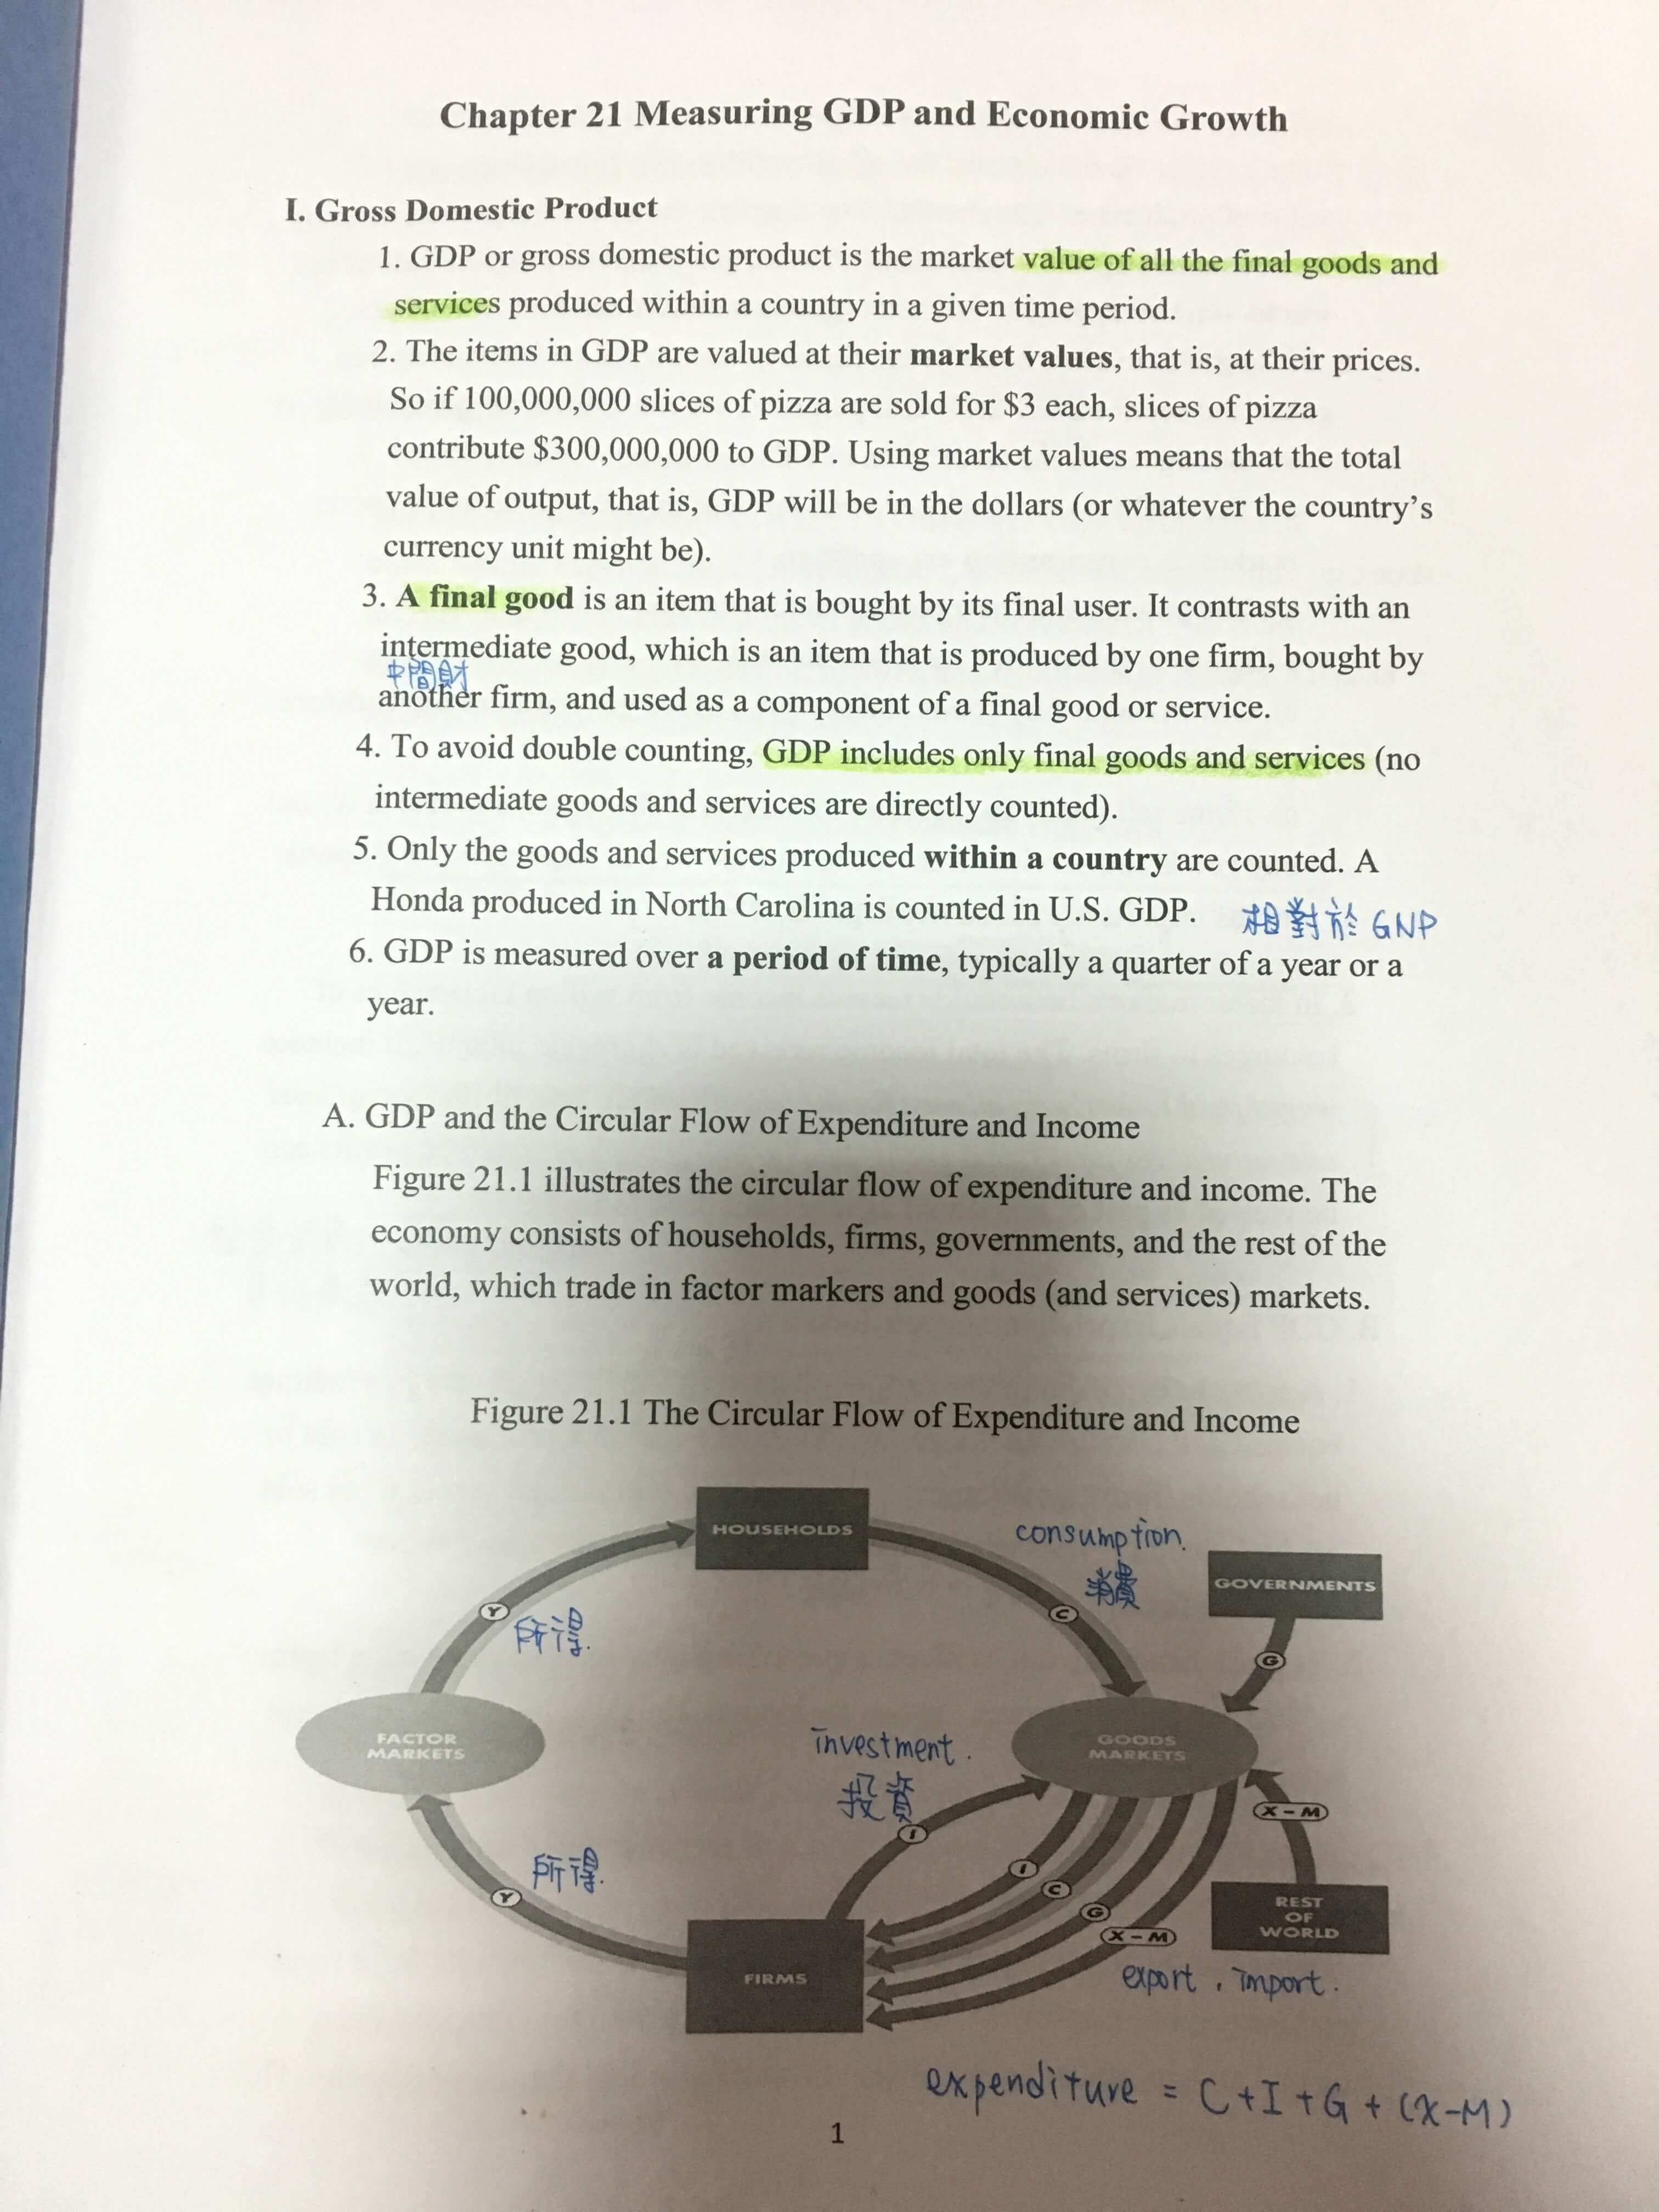 Chapter 21 Measuring GDP and Economic Growth
I. Gross Domestic Product
1. GDP or gross domestic product is the market value of all the final goods and
services produced within a country in a given time period.
2. The items in GDP are valued at their market values, that is, at their prices.
So if 100,000,000 slices of pizza are sold for $3 each, slices of pizza
contribute $300,000,000 to GDP. Using market values means that the total
value of output, that is, GDP will be in the dollars (or whatever the country's
currency unit might be).
3. A final good is an item that is bought by its final user. It contrasts with an
intermediate good, which is an item that is produced by one firm, bought by
中間財
another firm, and used as a component of a final good or service.
4. To avoid double counting, GDP includes only final goods and services (no
intermediate goods and services are directly counted).
5. Only the goods and services produced within a country are counted. A
Honda produced in North Carolina is counted in U.S. GDP. 相對於 GNP
6. GDP is measured over a period of time, typically a quarter of a year or a
year.
A. GDP and the Circular Flow of Expenditure and Income
Figure 21.1 illustrates the circular flow of expenditure and income. The
economy consists of households, firms, governments, and the rest of the
world, which trade in factor markers and goods (and services) markets.
Figure 21.1 The Circular Flow of Expenditure and Income
HOUSEHOLDS
consumption.
消費
GOVERNMENTS
Y
所得.
C
G
FACTOR
MARKETS
GOODS
MARKETS
investment.
投資
I
X – M
所得.
Y
I
C
G
X – M
REST
OF
WORLD
FIRMS
export . import.
expenditure = C+I+G+(X-M)
1